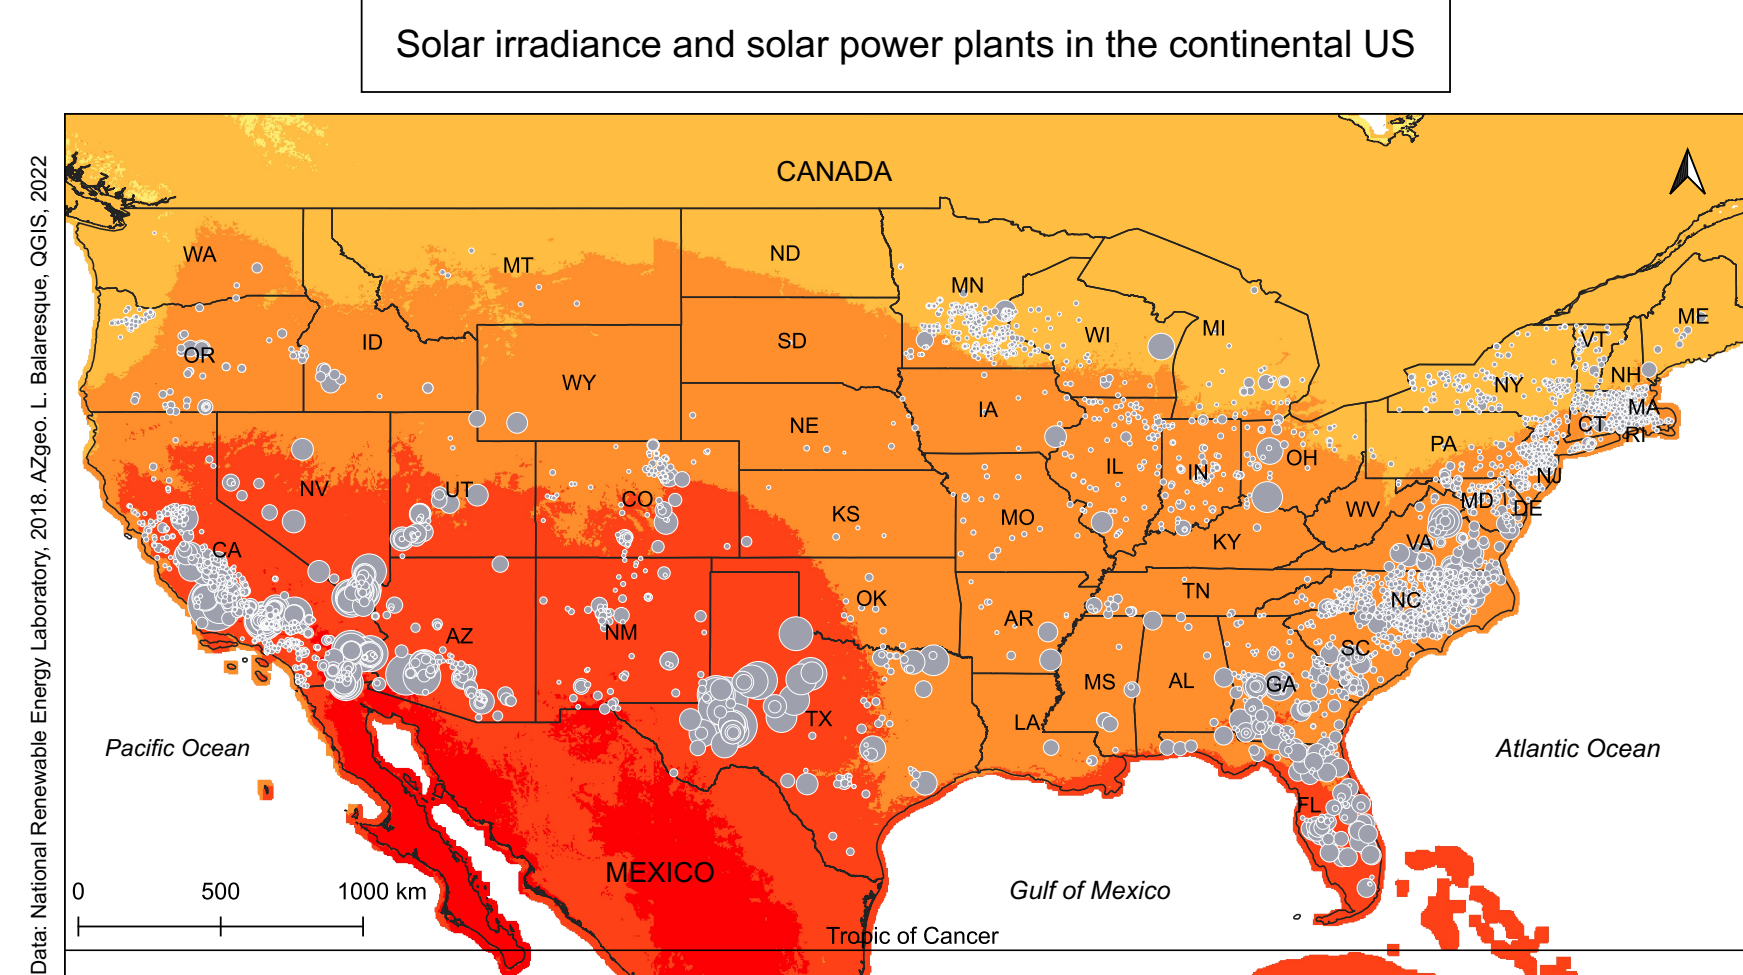 Solar irradiance and solar power plants in the continental US
Data: National Renewable Energy Laboratory, 2018. AZgeo. L. Balaresque, QGIS, 2022
CANADA
WA
MT
ND
MN
ME
OR
ID
WY
SD
WI
MI
VT
NH
NY
MA
CT
RI
NE
IA
PA
NJ
NV
UT
CO
KS
MO
IL
IN
OH
WV
MD
DE
VA
KY
CA
AZ
NM
OK
AR
TN
NC
SC
TX
LA
MS
AL
GA
FL
Pacific Ocean
Atlantic Ocean
MEXICO
Gulf of Mexico
0 500 1000 km
Tropic of Cancer